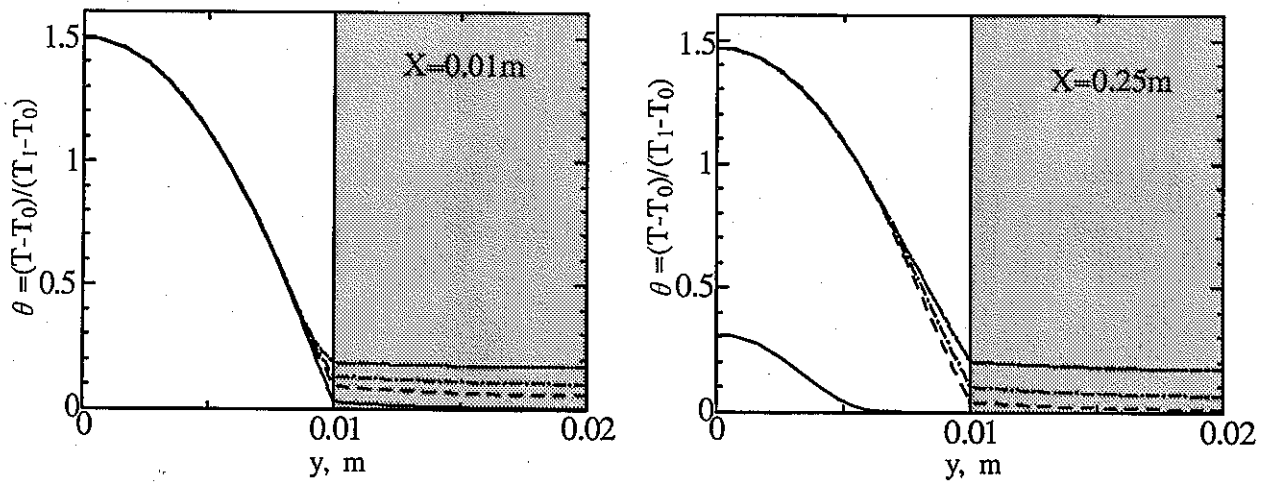 1.5
1
0.5
0
θ =(T-T0)/(T1-T0)
X=0.01m
0
0.01
0.02
y, m
1.5
1
0.5
0
θ =(T-T0)/(T1-T0)
X=0.25m
0
0.01
0.02
y, m